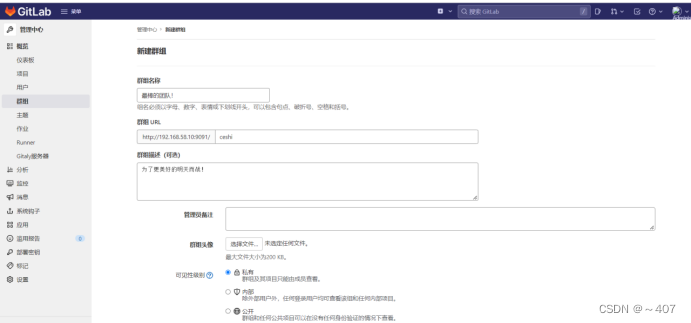 GitLab 菜单 搜索 GitLab /
管理中心
管理中心 › 新建群组
概览
新建群组
仪表板
项目
群组名称
用户
最棒的团队!
群组
组名必须以字母、数字、表情或下划线开头，可以包含句点、破折号、空格和括号。
主题
群组 URL
作业
http://192.168.58.10:9091/ ceshi
Runner
群组描述（可选）
Gitaly服务器
为了更美好的明天而战！
分析
监控
消息
系统钩子
管理员备注
应用
滥用报告 0
群组头像 选择文件... 未选定任何文件。
部署密钥
最大文件大小为200 KB。
标记
可见性级别 私有
设置
群组及其项目只能由成员查看。
内部
除外部用户外，任何登录用户均可查看该组和任何内部项目。
公开
群组和任何公共项目可以在没有任何身份验证的情况下查看。
CSDN @～407